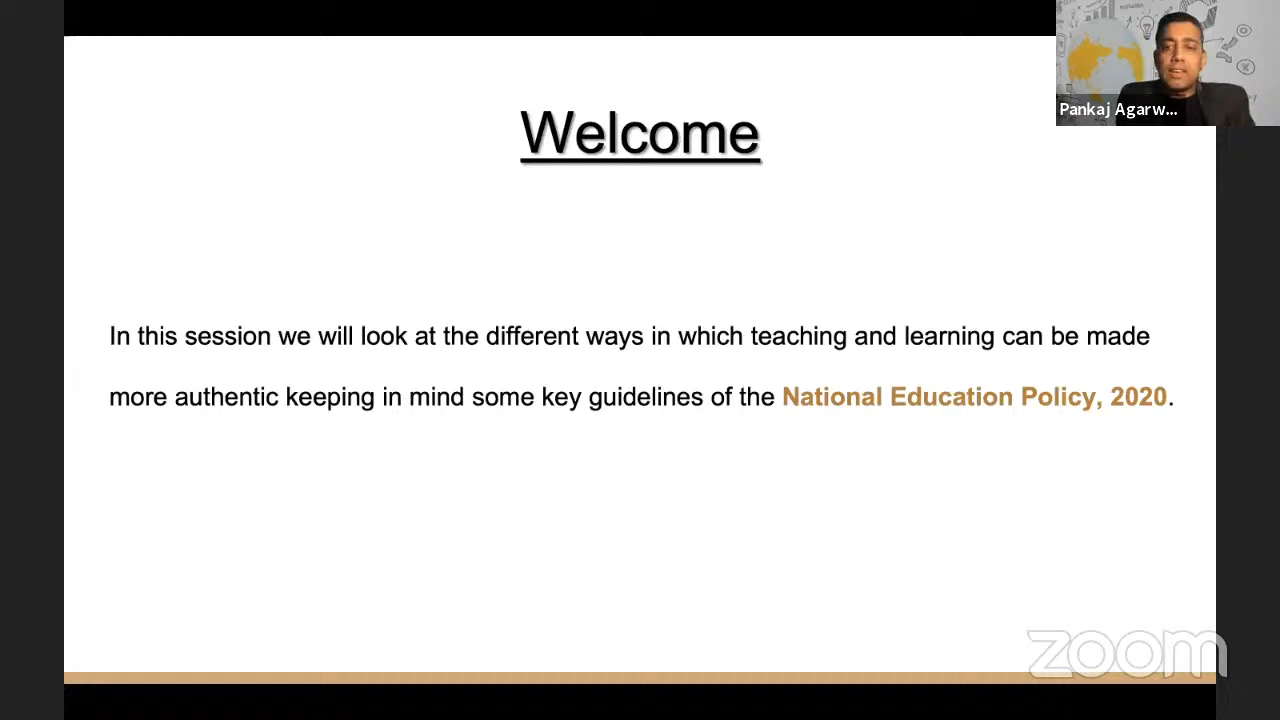 Welcome
In this session we will look at the different ways in which teaching and learning can be made
more authentic keeping in mind some key guidelines of the National Education Policy, 2020.
Pankaj Agarw...
motivation
zoom